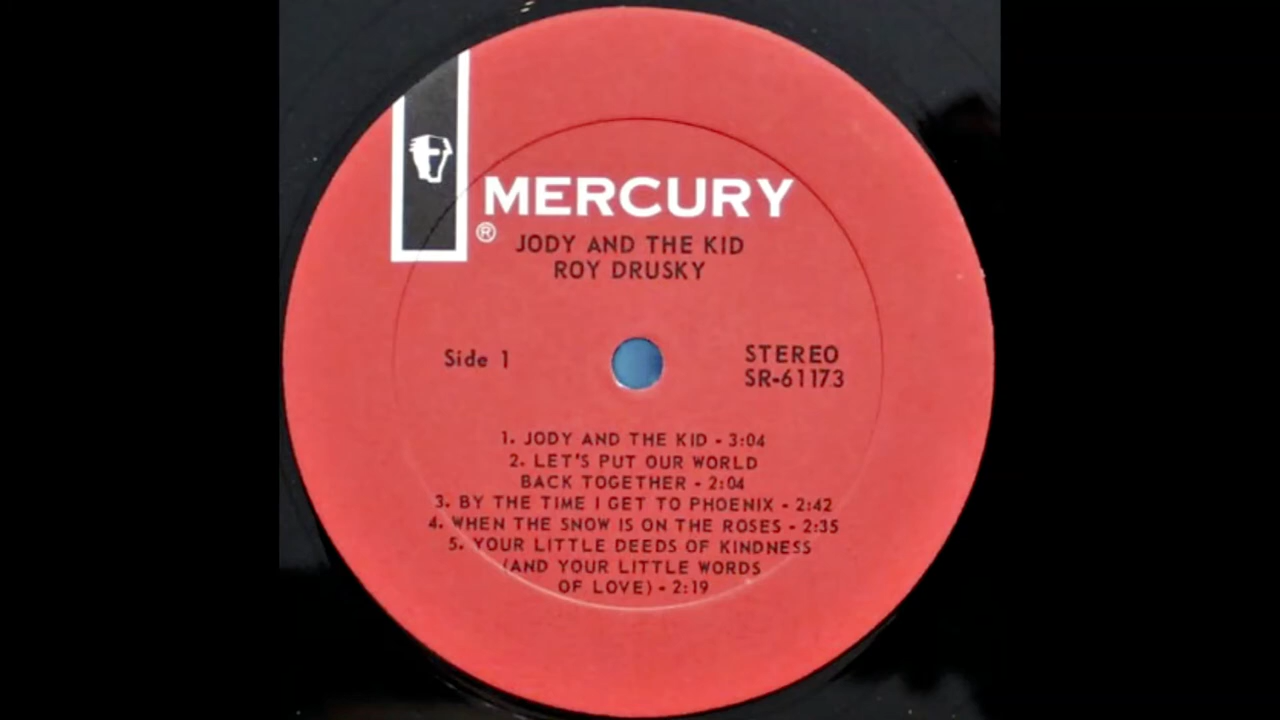 MERCURY
®
JODY AND THE KID
ROY DRUSKY
Side 1
STEREO
SR-61173
1. JODY AND THE KID - 3:04
2. LET'S PUT OUR WORLD
BACK TOGETHER - 2:04
3. BY THE TIME I GET TO PHOENIX - 2:42
4. WHEN THE SNOW IS ON THE ROSES - 2:35
5. YOUR LITTLE DEEDS OF KINDNESS
(AND YOUR LITTLE WORDS
OF LOVE) - 2:19